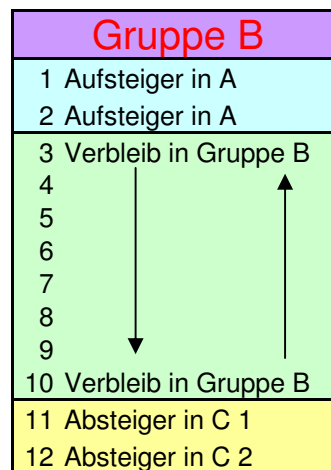 Gruppe B
1 Aufsteiger in A
2 Aufsteiger in A
3 Verbleib in Gruppe B
4
5
6
7
8
9
10 Verbleib in Gruppe B
11 Absteiger in C 1
12 Absteiger in C 2